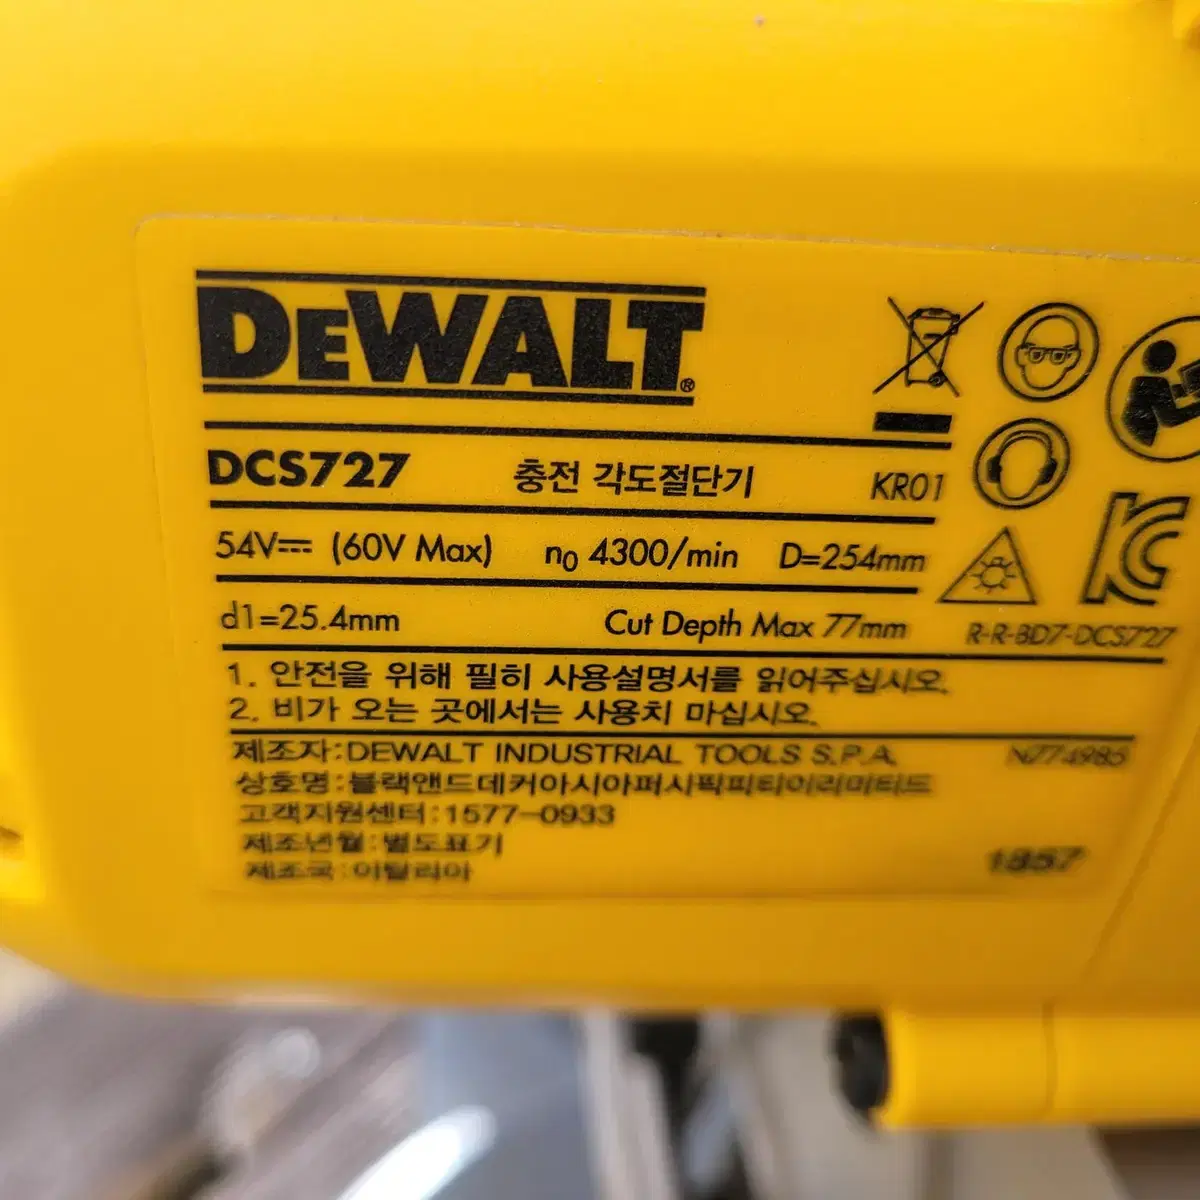 DEWALT®
DCS727 충전 각도절단기 KR01
54V⎓ (60V Max) n₀ 4300/min D=254mm
d1=25.4mm Cut Depth Max 77mm R-R-BD7-DCS727
1. 안전을 위해 필히 사용설명서를 읽어주십시오.
2. 비가 오는 곳에서는 사용치 마십시오.
제조자:DEWALT INDUSTRIAL TOOLS S.P.A. N774985
상호명:블랙앤드데커아시아퍼시픽피티이리미티드
고객지원센터:1577-0933
제조년월:별도표기
제조국:이탈리아 1857